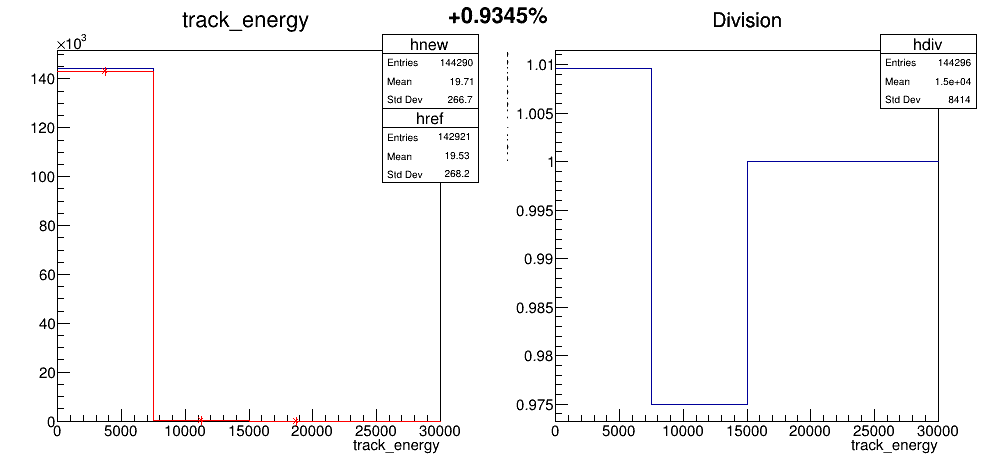 +0.9345%
track_energy
×10³
140
120
100
80
60
40
20
0
0 5000 10000 15000 20000 25000 30000
track_energy
hnew
Entries 144290
Mean 19.71
Std Dev 266.7
href
Entries 142921
Mean 19.53
Std Dev 268.2
Division
1.01
1.005
1
0.995
0.99
0.985
0.98
0.975
0 5000 10000 15000 20000 25000 30000
track_energy
hdiv
Entries 144296
Mean 1.5e+04
Std Dev 8414